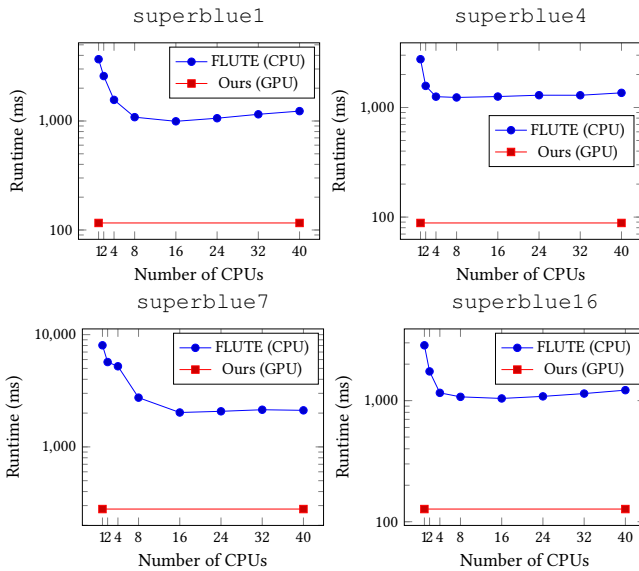 superblue1
Runtime (ms)
1,000
100
FLUTE (CPU)
Ours (GPU)
1 2 4 8 16 24 32 40
Number of CPUs
superblue4
Runtime (ms)
1,000
100
FLUTE (CPU)
Ours (GPU)
1 2 4 8 16 24 32 40
Number of CPUs
superblue7
Runtime (ms)
10,000
1,000
FLUTE (CPU)
Ours (GPU)
1 2 4 8 16 24 32 40
Number of CPUs
superblue16
Runtime (ms)
1,000
100
FLUTE (CPU)
Ours (GPU)
1 2 4 8 16 24 32 40
Number of CPUs